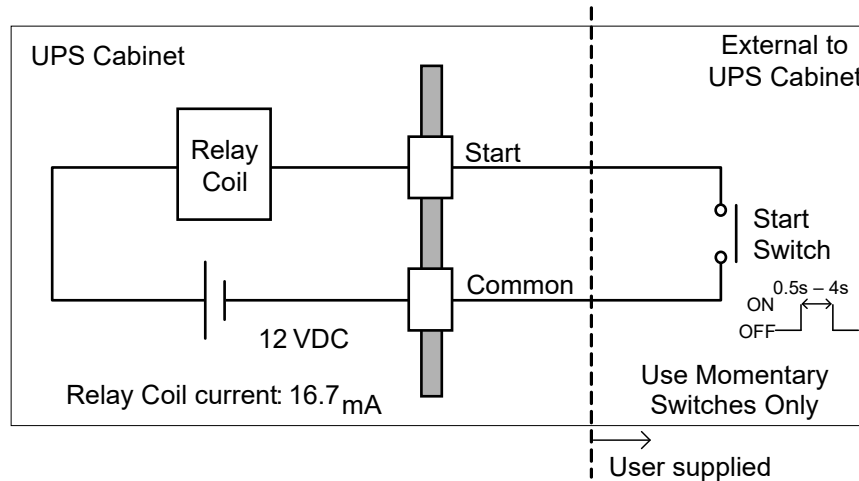 UPS Cabinet
External to
UPS Cabinet
Relay
Coil
Start
Start
Switch
Common
0.5s – 4s
ON
OFF
12 VDC
Relay Coil current: 16.7mA
Use Momentary
Switches Only
User supplied